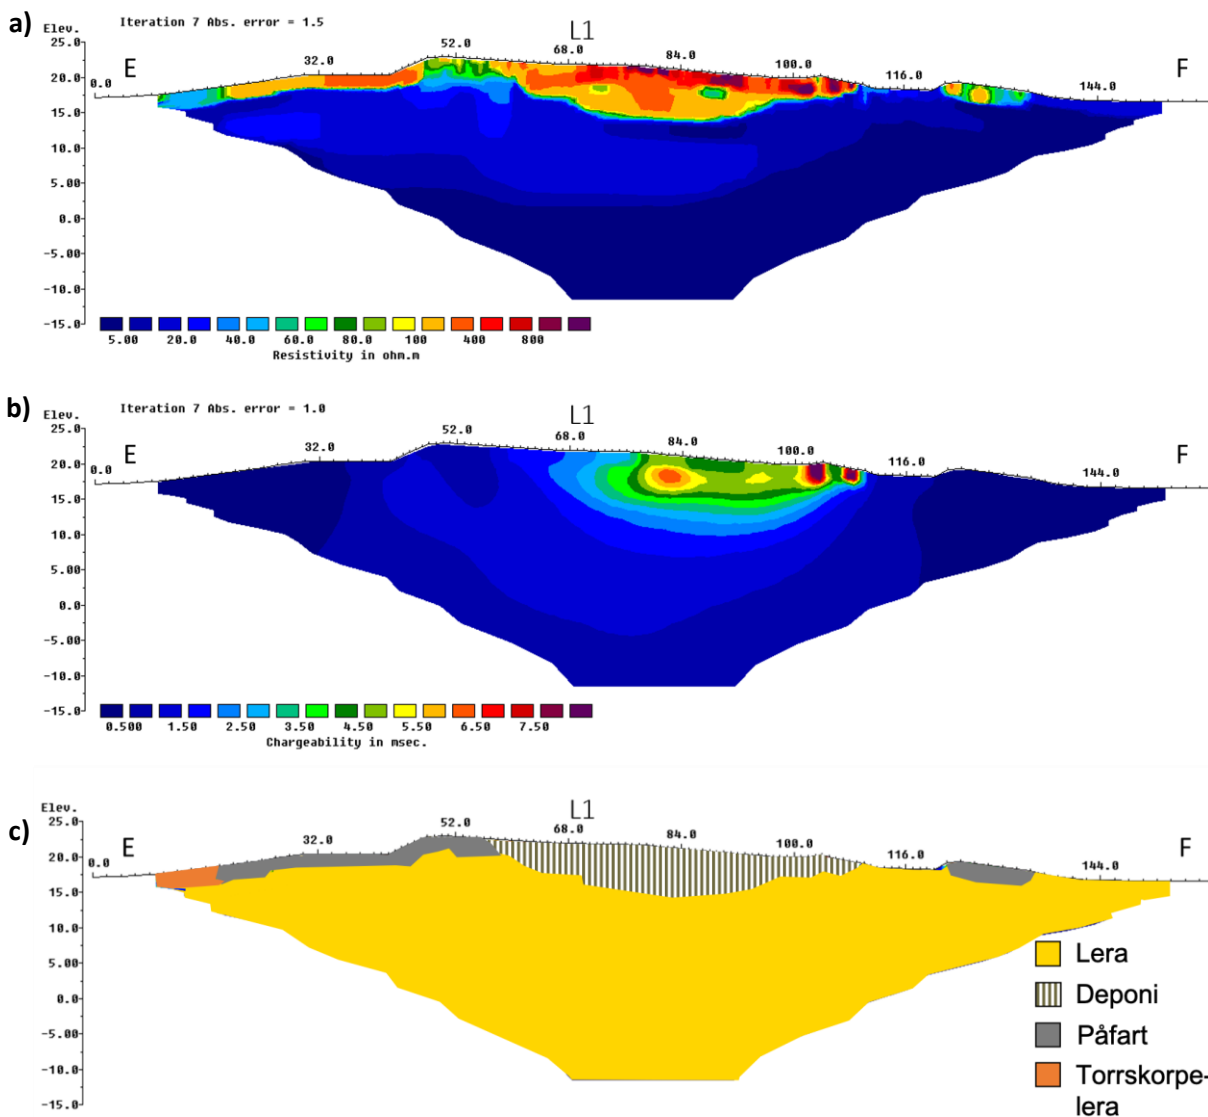 a)
Iteration 7 Abs. error = 1.5
L1
Elev.
25.0
20.0
15.0
10.0
5.00
0.0
-5.00
-10.0
-15.0
E
F
0.0
32.0
52.0
68.0
84.0
100.0
116.0
144.0
5.00 20.0 40.0 60.0 80.0 100 400 800
Resistivity in ohm.m
b)
Iteration 7 Abs. error = 1.0
L1
Elev.
25.0
20.0
15.0
10.0
5.00
0.0
-5.00
-10.0
-15.0
E
F
0.0
32.0
52.0
68.0
84.0
100.0
116.0
144.0
0.500 1.50 2.50 3.50 4.50 5.50 6.50 7.50
Chargeability in msec.
c)
L1
Elev.
25.0
20.0
15.0
10.0
5.00
0.0
-5.00
-10.0
-15.0
E
F
0.0
32.0
52.0
68.0
84.0
100.0
116.0
144.0
Lera
Deponi
Påfart
Torrskorpe-
lera